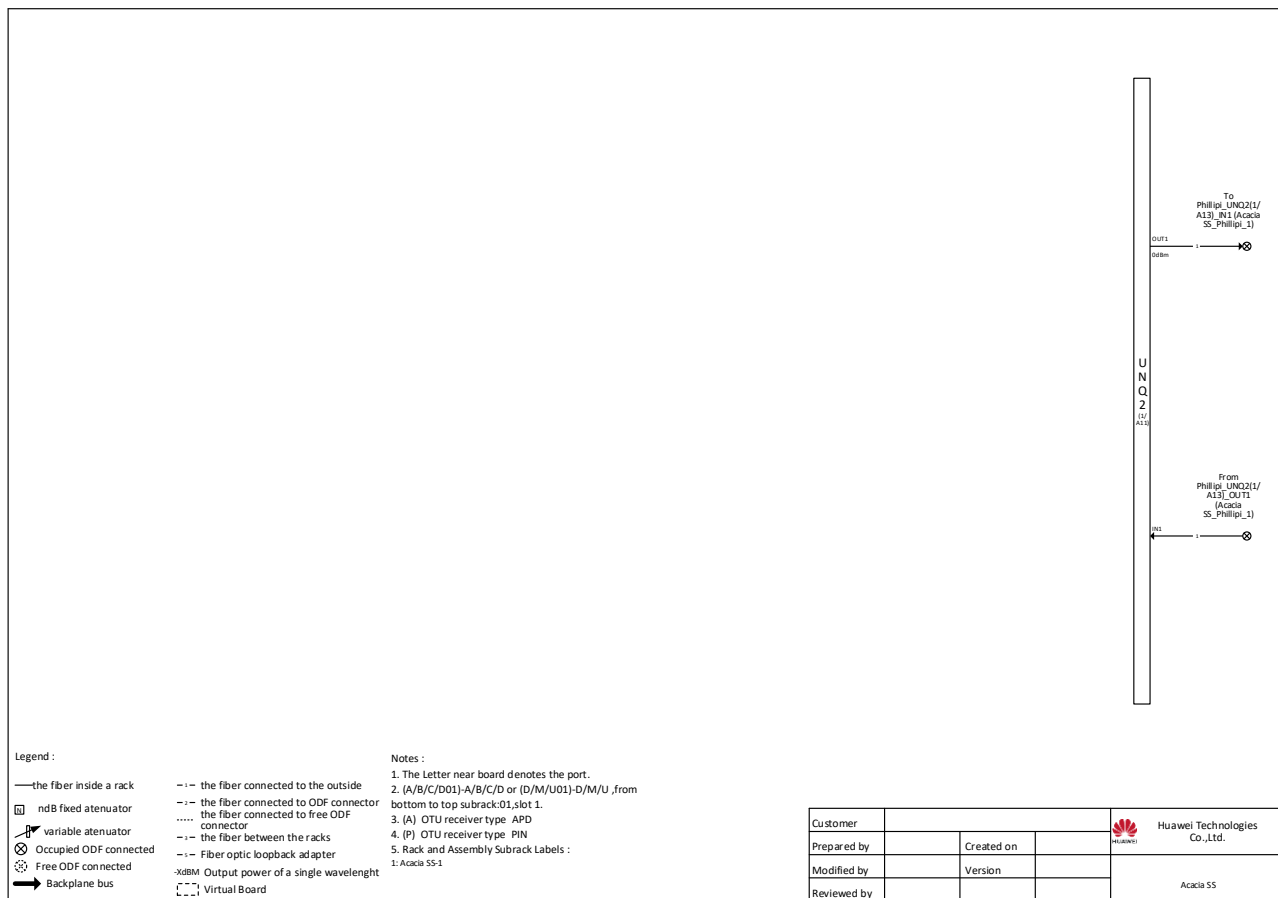 To
Phillipi_UNQ2(1/
A13)_IN1 (Acacia
SS_Phillipi_1)
OUT1
1
0dBm
U
N
Q
2
(1/
A11)
From
Phillipi_UNQ2(1/
A13)_OUT1
(Acacia
SS_Phillipi_1)
IN1
1
Legend :
the fiber inside a rack
N ndB fixed atenuator
variable atenuator
Occupied ODF connected
Free ODF connected
Backplane bus
1 the fiber connected to the outside
2 the fiber connected to ODF connector
the fiber connected to free ODF
connector
3 the fiber between the racks
5 Fiber optic loopback adapter
-XdBM Output power of a single wavelenght
Virtual Board
Notes :
1. The Letter near board denotes the port.
2. (A/B/C/D01)-A/B/C/D or (D/M/U01)-D/M/U ,from
bottom to top subrack:01,slot 1.
3. (A) OTU receiver type APD
4. (P) OTU receiver type PIN
5. Rack and Assembly Subrack Labels :
1: Acacia SS-1
Customer
Prepared by
Created on
Modified by
Version
Reviewed by
HUAWEI
Huawei Technologies
Co.,Ltd.
Acacia SS